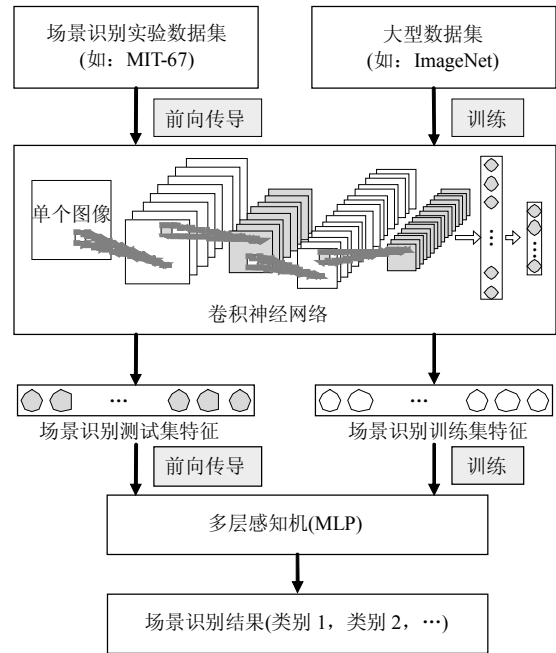 场景识别实验数据集
(如：MIT-67)
大型数据集
(如：ImageNet)
前向传导
训练
单个图像
卷积神经网络
场景识别测试集特征
场景识别训练集特征
前向传导
训练
多层感知机(MLP)
场景识别结果(类别 1，类别 2，…)